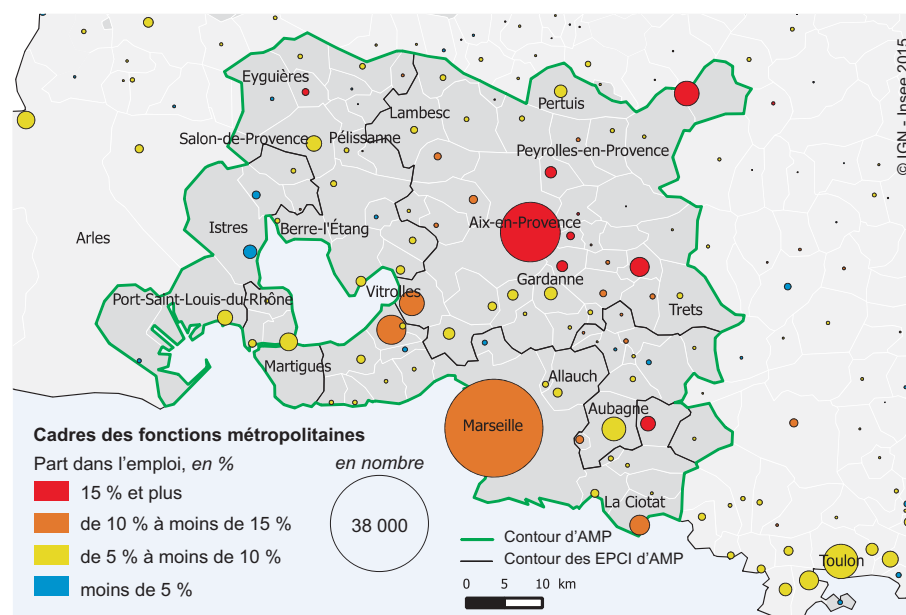 © IGN - Insee 2015
Eyguières
Lambesc
Pertuis
Salon-de-Provence
Pélissanne
Peyrolles-en-Provence
Arles
Istres
Berre-l'Étang
Aix-en-Provence
Gardanne
Port-Saint-Louis-du-Rhône
Vitrolles
Trets
Martigues
Allauch
Aubagne
Marseille
La Ciotat
Toulon
Cadres des fonctions métropolitaines
Part dans l'emploi, en %
en nombre
15 % et plus
de 10 % à moins de 15 %
de 5 % à moins de 10 %
moins de 5 %
38 000
Contour d'AMP
Contour des EPCI d'AMP
0 5 10 km